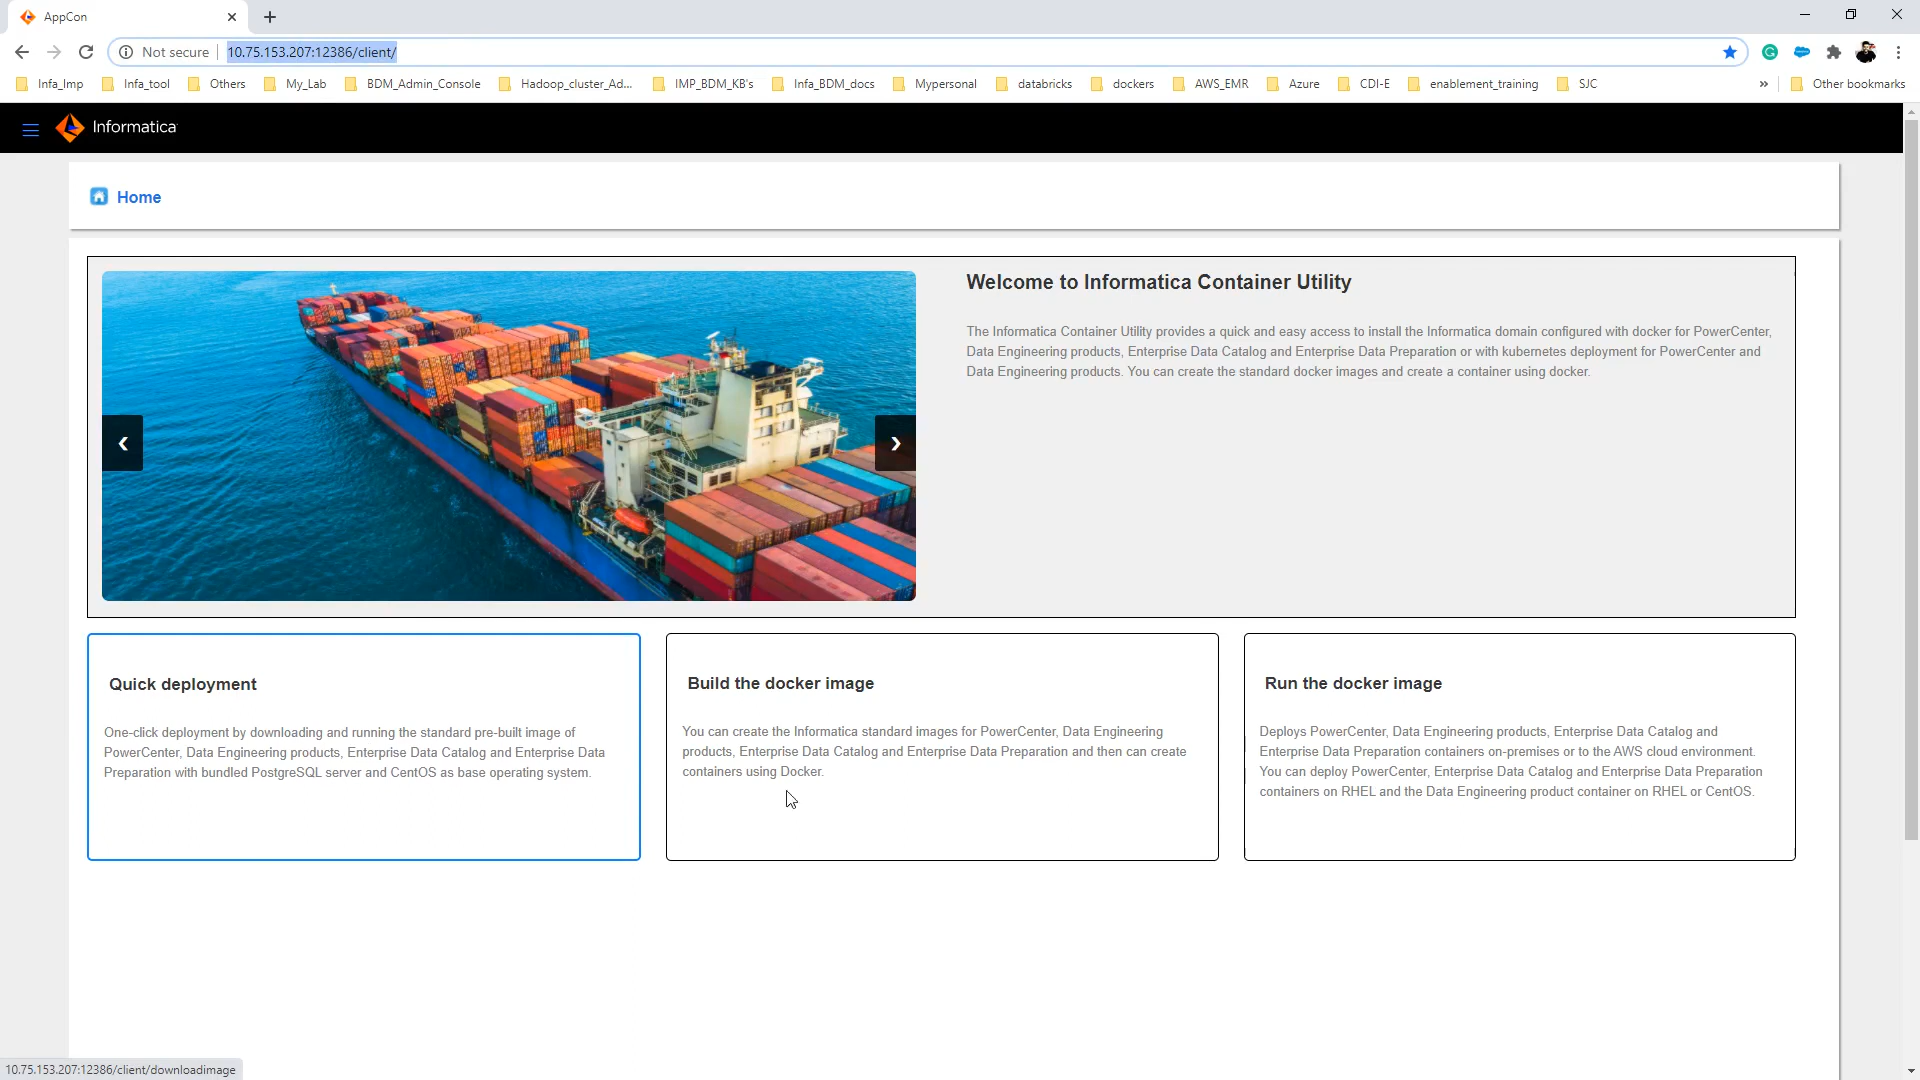 AppCon
Not secure
10.75.153.207:12386/client/
Infa_Imp
Infa_tool
Others
My_Lab
BDM_Admin_Console
Hadoop_cluster_Ad...
IMP_BDM_KB's
Infa_BDM_docs
Mypersonal
databricks
dockers
AWS_EMR
Azure
CDI-E
enablement_training
SJC
»
Other bookmarks
Informatica
Home
Welcome to Informatica Container Utility
The Informatica Container Utility provides a quick and easy access to install the Informatica domain configured with docker for PowerCenter,
Data Engineering products, Enterprise Data Catalog and Enterprise Data Preparation or with kubernetes deployment for PowerCenter and
Data Engineering products. You can create the standard docker images and create a container using docker.
Quick deployment
One-click deployment by downloading and running the standard pre-built image of
PowerCenter, Data Engineering products, Enterprise Data Catalog and Enterprise Data
Preparation with bundled PostgreSQL server and CentOS as base operating system.
Build the docker image
You can create the Informatica standard images for PowerCenter, Data Engineering
products, Enterprise Data Catalog and Enterprise Data Preparation and then can create
containers using Docker.
Run the docker image
Deploys PowerCenter, Data Engineering products, Enterprise Data Catalog and
Enterprise Data Preparation containers on-premises or to the AWS cloud environment.
You can deploy PowerCenter, Enterprise Data Catalog and Enterprise Data Preparation
containers on RHEL and the Data Engineering product container on RHEL or CentOS.
10.75.153.207:12386/client/downloadimage